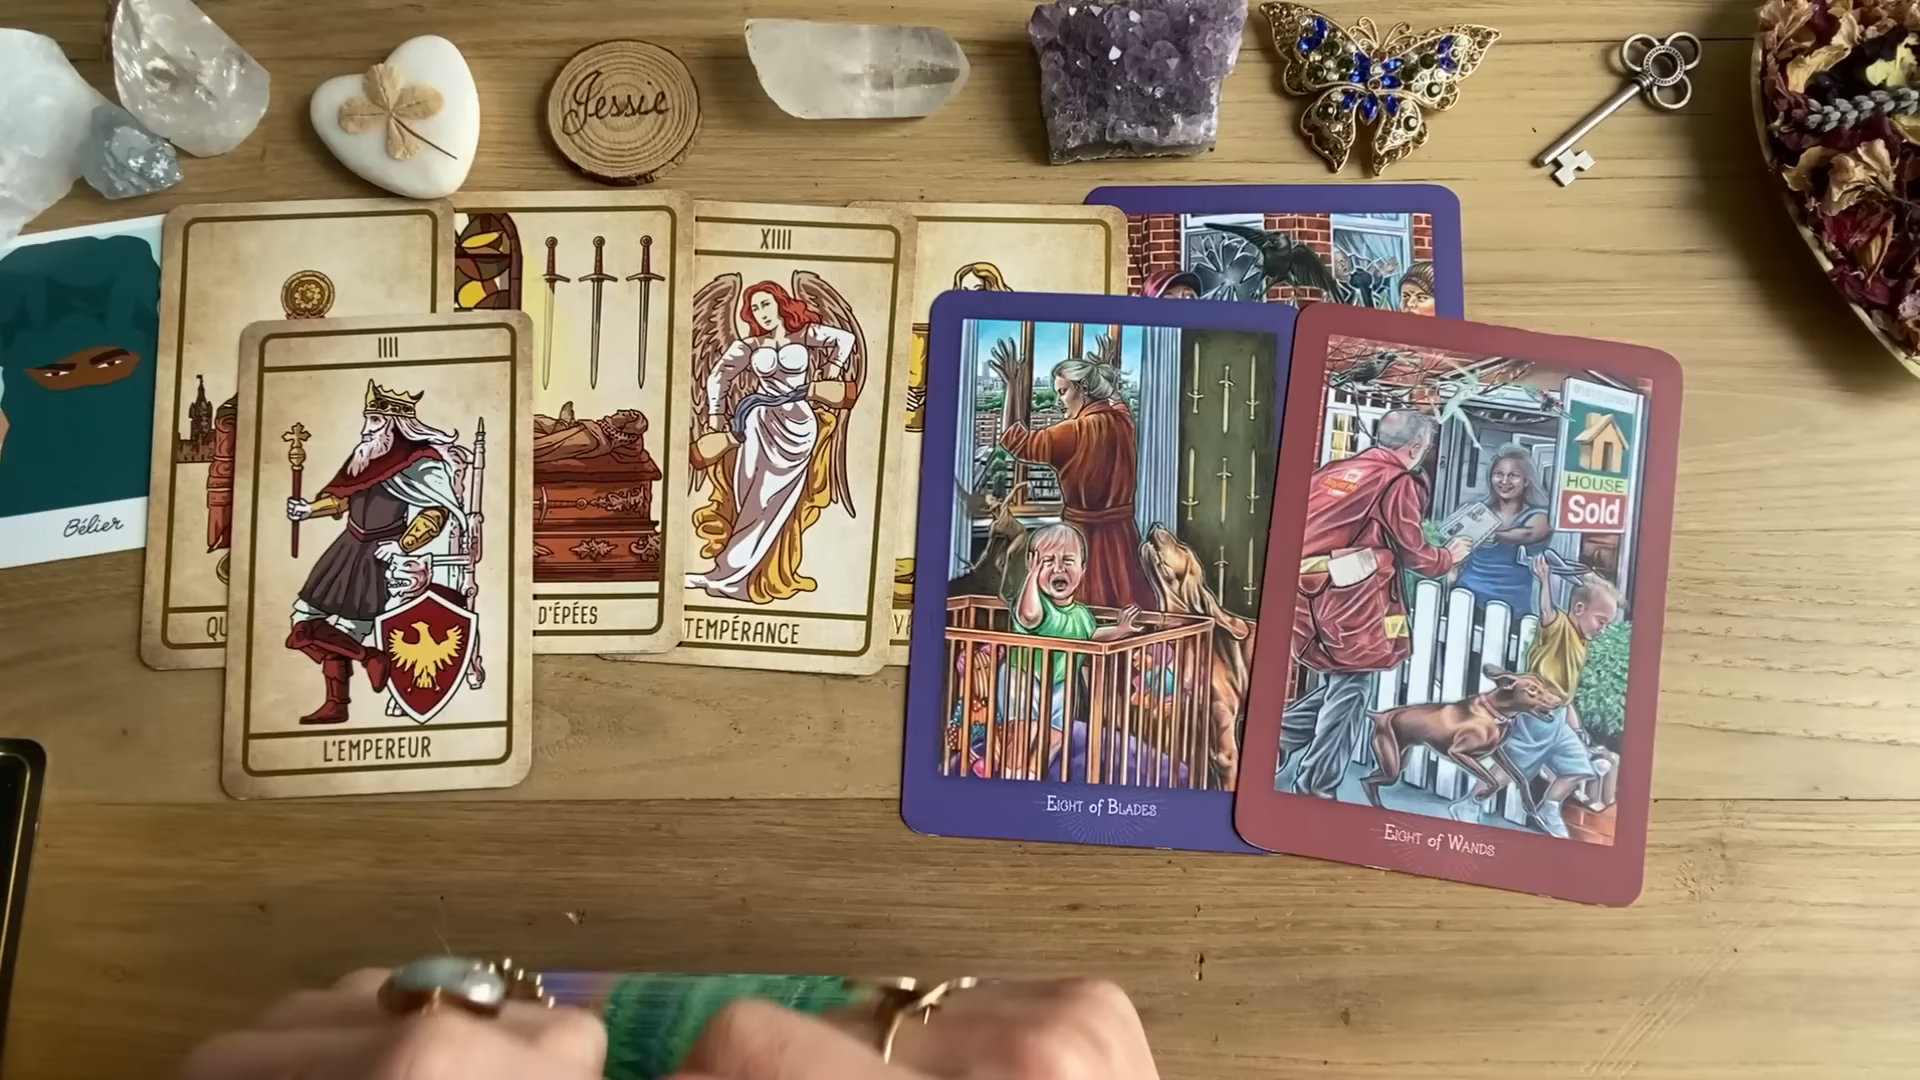 Jessie
XIIII
IIII
Bélier
QU
D'ÉPÉES
TEMPÉRANCE
L'EMPEREUR
HOUSE
Sold
EIGHT OF BLADES
EIGHT OF WANDS